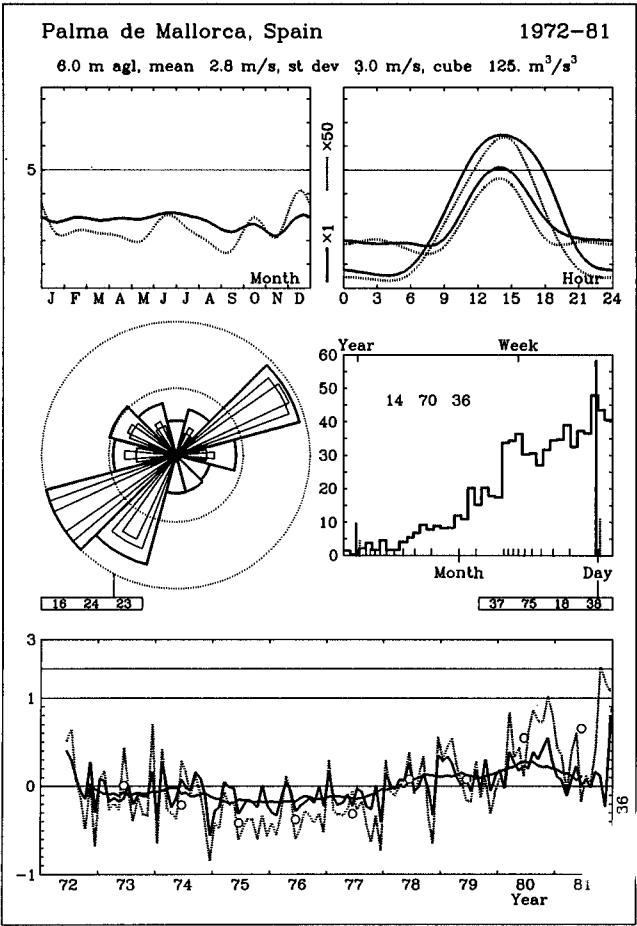 Palma de Mallorca, Spain 1972-81
6.0 m agl, mean 2.8 m/s, st dev 3.0 m/s, cube 125. m³/s³
5
Month
J F M A M J J A S O N D
×1 ×50
Hour
0 3 6 9 12 15 18 21 24
Year Week
60
50
40
30
20
10
0
14 70 36
Month Day
16 24 23
37 75 18 38
3
1
0
-1
72 73 74 75 76 77 78 79 80 81
Year
36